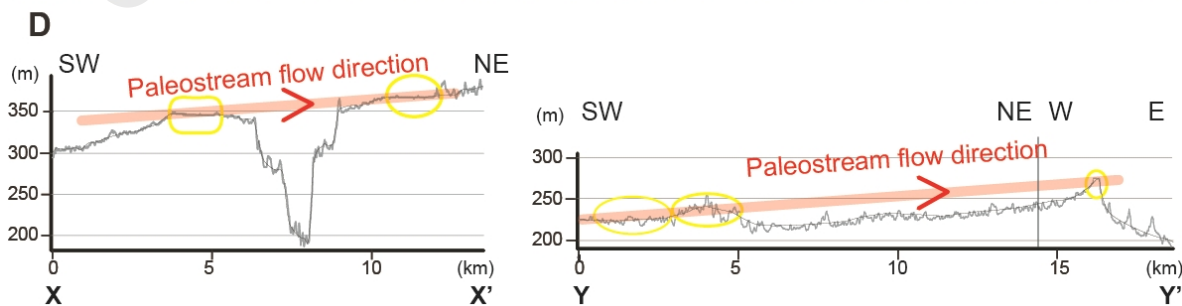 D
(m) SW
Paleostream flow direction
NE
350
300
250
200
0 5 10 (km)
X X'
(m) SW
NE W E
Paleostream flow direction
300
250
200
0 5 10 15 (km)
Y Y'